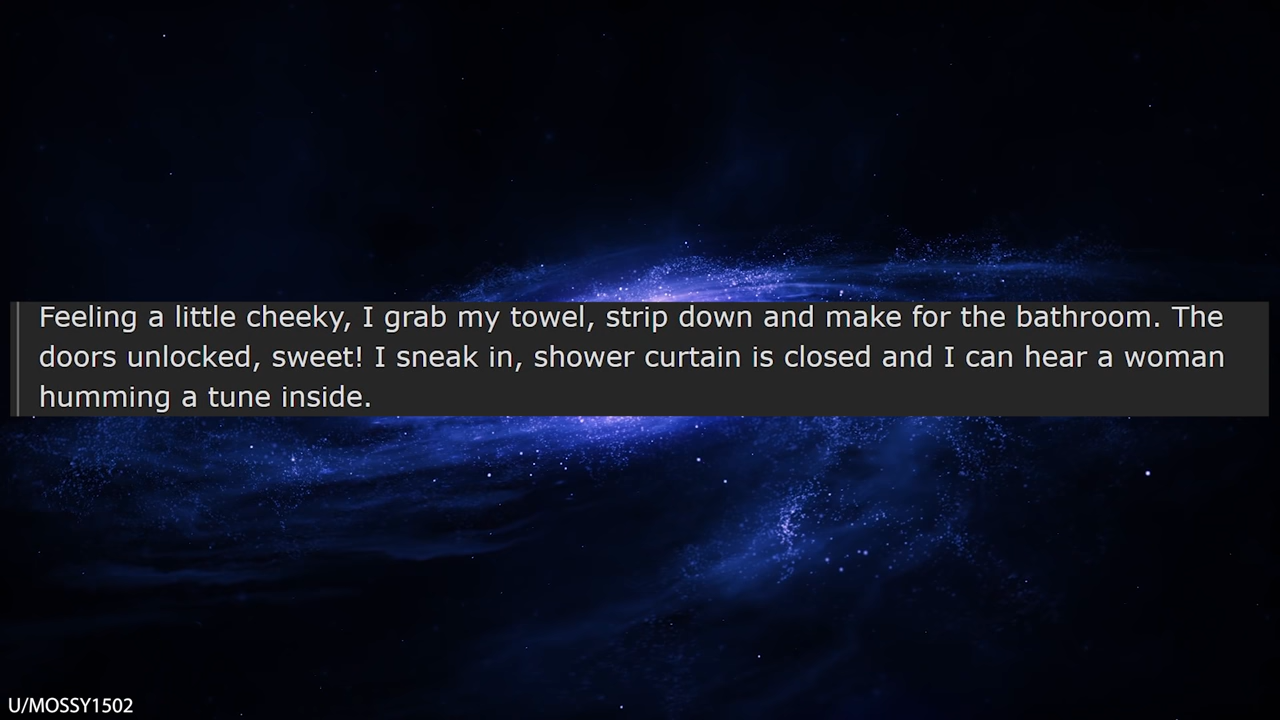 Feeling a little cheeky, I grab my towel, strip down and make for the bathroom. The
doors unlocked, sweet! I sneak in, shower curtain is closed and I can hear a woman
humming a tune inside.
U/MOSSY1502